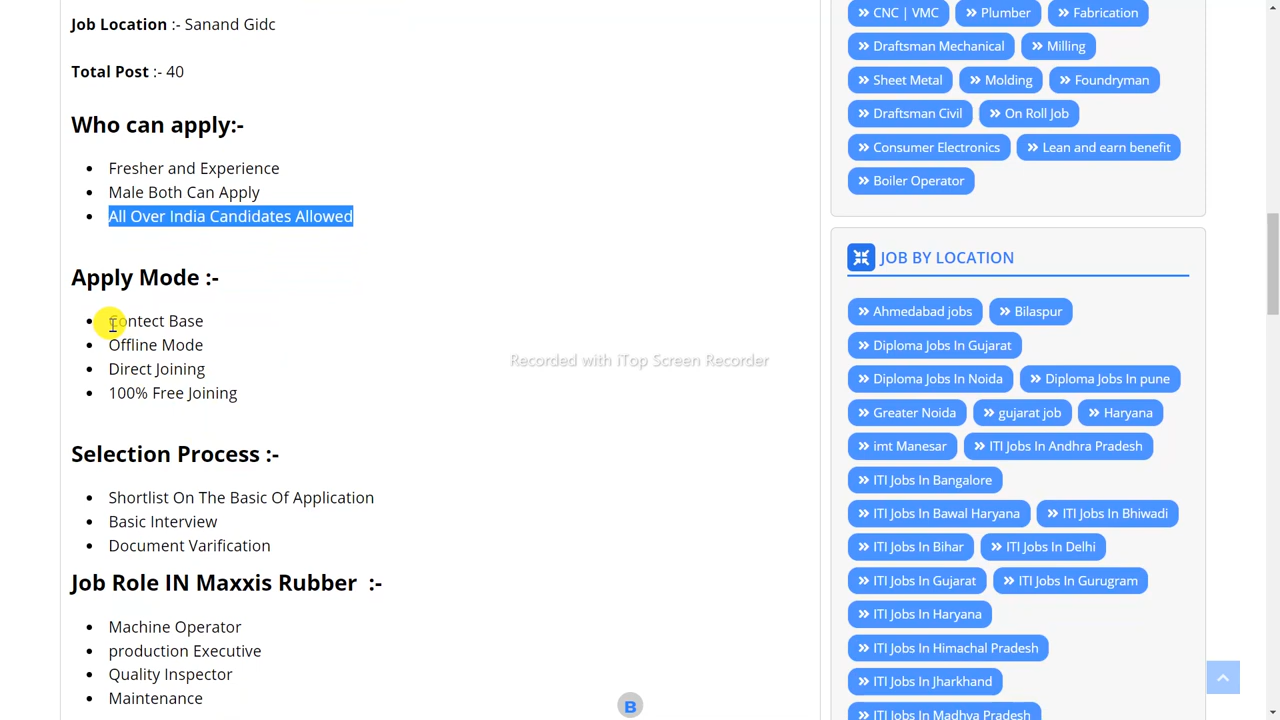 Job Location :- Sanand Gidc
Total Post :- 40
Who can apply:-
Fresher and Experience
Male Both Can Apply
All Over India Candidates Allowed
Apply Mode :-
Contect Base
Offline Mode
Direct Joining
100% Free Joining
Selection Process :-
Shortlist On The Basic Of Application
Basic Interview
Document Varification
Job Role IN Maxxis Rubber :-
Machine Operator
production Executive
Quality Inspector
Maintenance
CNC | VMC Plumber Fabrication
Draftsman Mechanical Milling
Sheet Metal Molding Foundryman
Draftsman Civil On Roll Job
Consumer Electronics Lean and earn benefit
Boiler Operator
JOB BY LOCATION
Ahmedabad jobs Bilaspur
Diploma Jobs In Gujarat
Diploma Jobs In Noida Diploma Jobs In pune
Greater Noida gujarat job Haryana
imt Manesar ITI Jobs In Andhra Pradesh
ITI Jobs In Bangalore
ITI Jobs In Bawal Haryana ITI Jobs In Bhiwadi
ITI Jobs In Bihar ITI Jobs In Delhi
ITI Jobs In Gujarat ITI Jobs In Gurugram
ITI Jobs In Haryana
ITI Jobs In Himachal Pradesh
ITI Jobs In Jharkhand
ITI Jobs In Madhya Pradesh
Recorded with iTop Screen Recorder
B